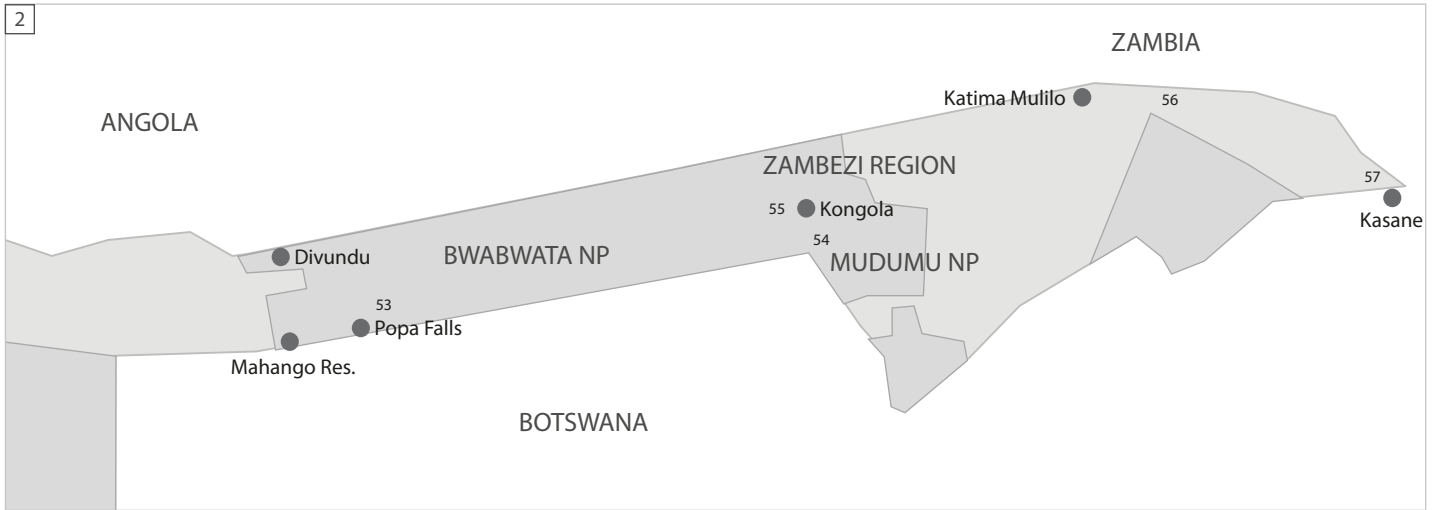 2
ZAMBIA
Katima Mulilo
56
ANGOLA
ZAMBEZI REGION
57
55
Kongola
Kasane
54
Divundu
BWABWATA NP
MUDUMU NP
53
Popa Falls
Mahango Res.
BOTSWANA